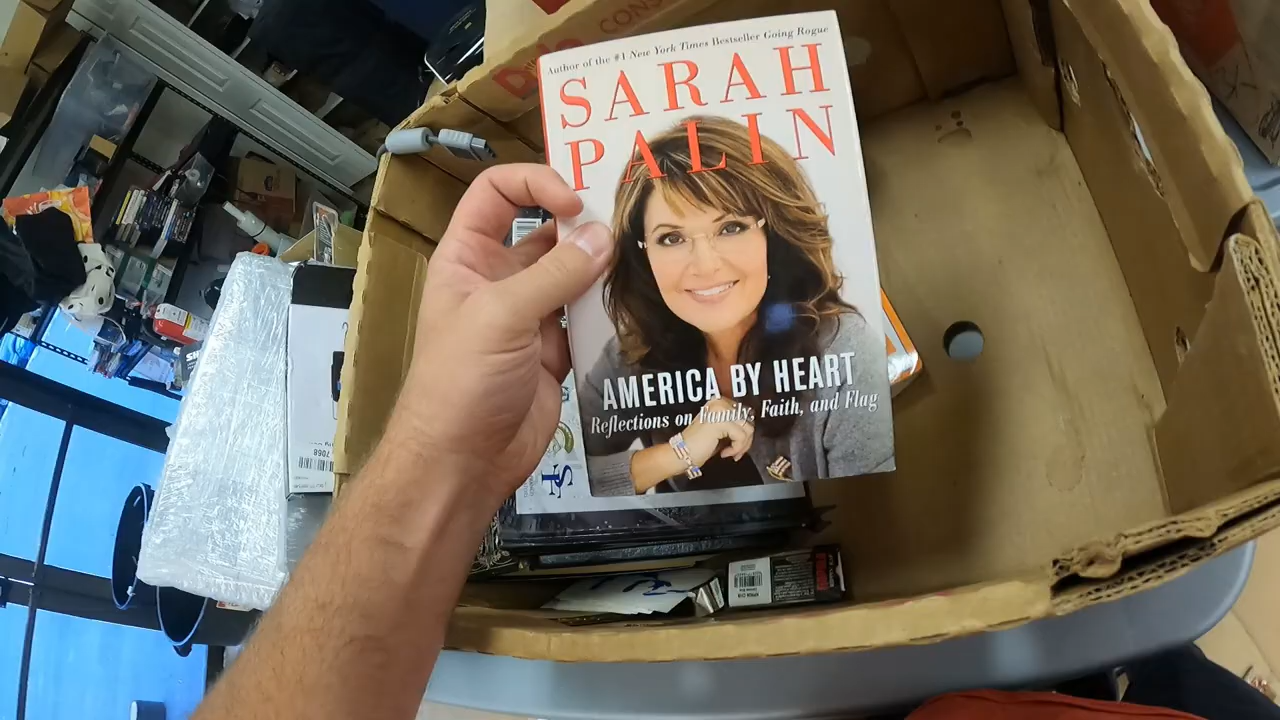 Author of the #1 New York Times Bestseller Going Rogue
SARAH
PALIN
AMERICA BY HEART
Reflections on Family, Faith, and Flag
7068